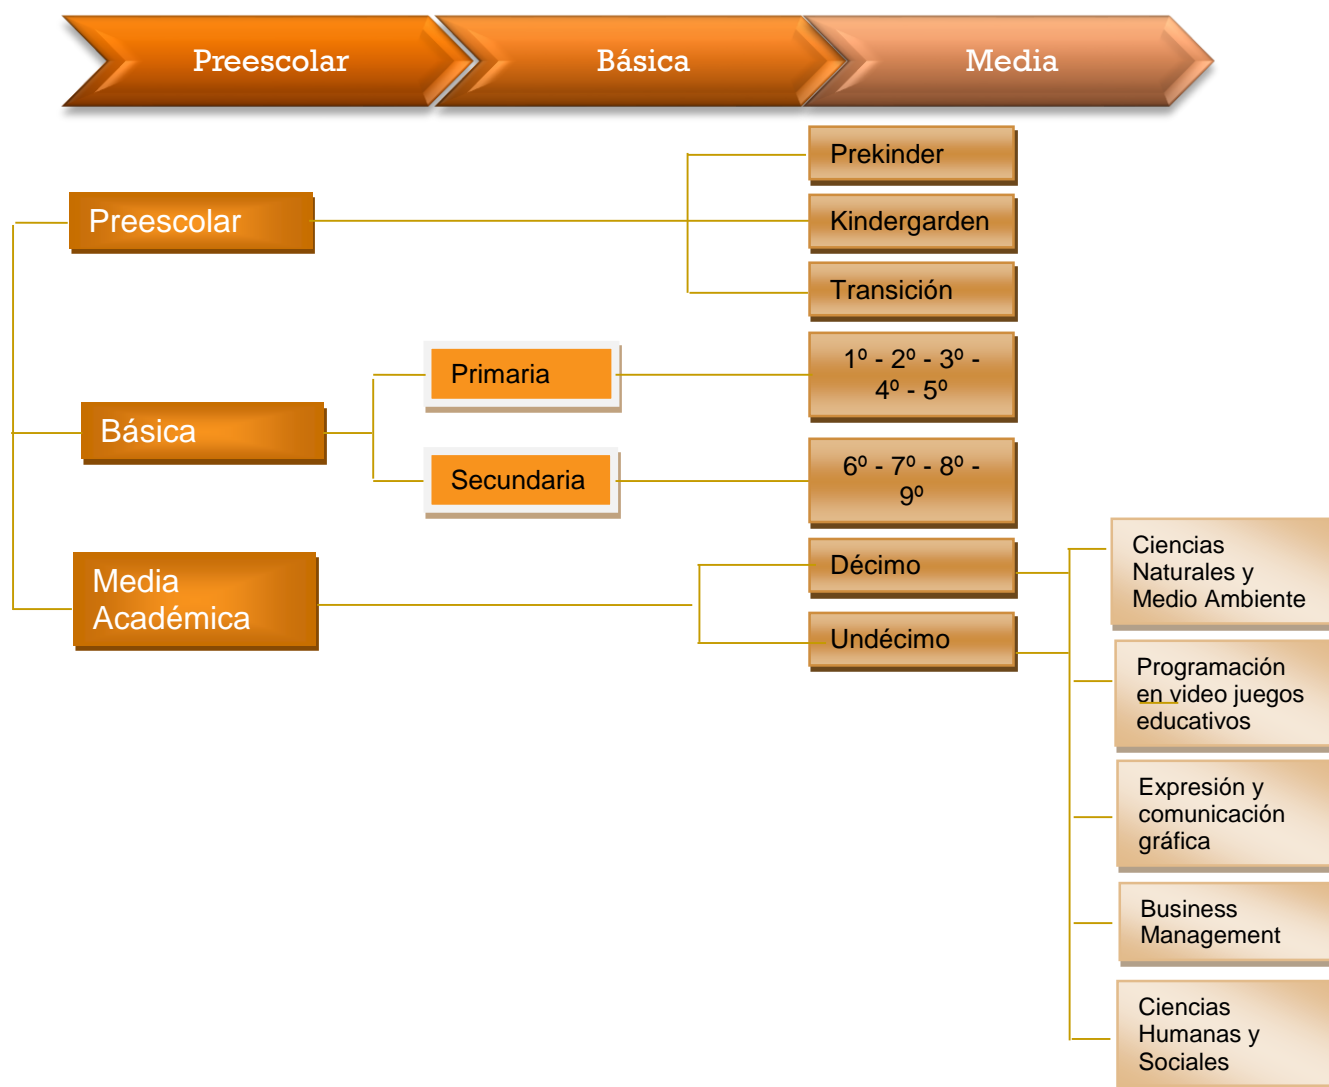 Preescolar
Básica
Media
Preescolar
Prekinder
Kindergarden
Transición
Básica
Primaria
1º - 2º - 3º -
4º - 5º
Secundaria
6º - 7º - 8º -
9º
Media
Académica
Décimo
Undécimo
Ciencias
Naturales y
Medio Ambiente
Programación
en video juegos
educativos
Expresión y
comunicación
gráfica
Business
Management
Ciencias
Humanas y
Sociales